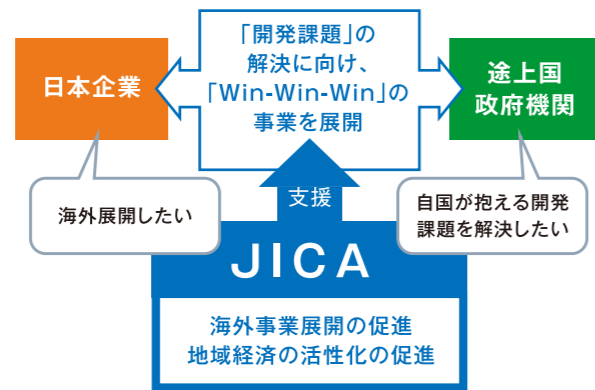 「開発課題」の
解決に向け、
「Win-Win-Win」の
事業を展開
日本企業
途上国
政府機関
海外展開したい
支援
自国が抱える開発
課題を解決したい
JICA
海外事業展開の促進
地域経済の活性化の促進